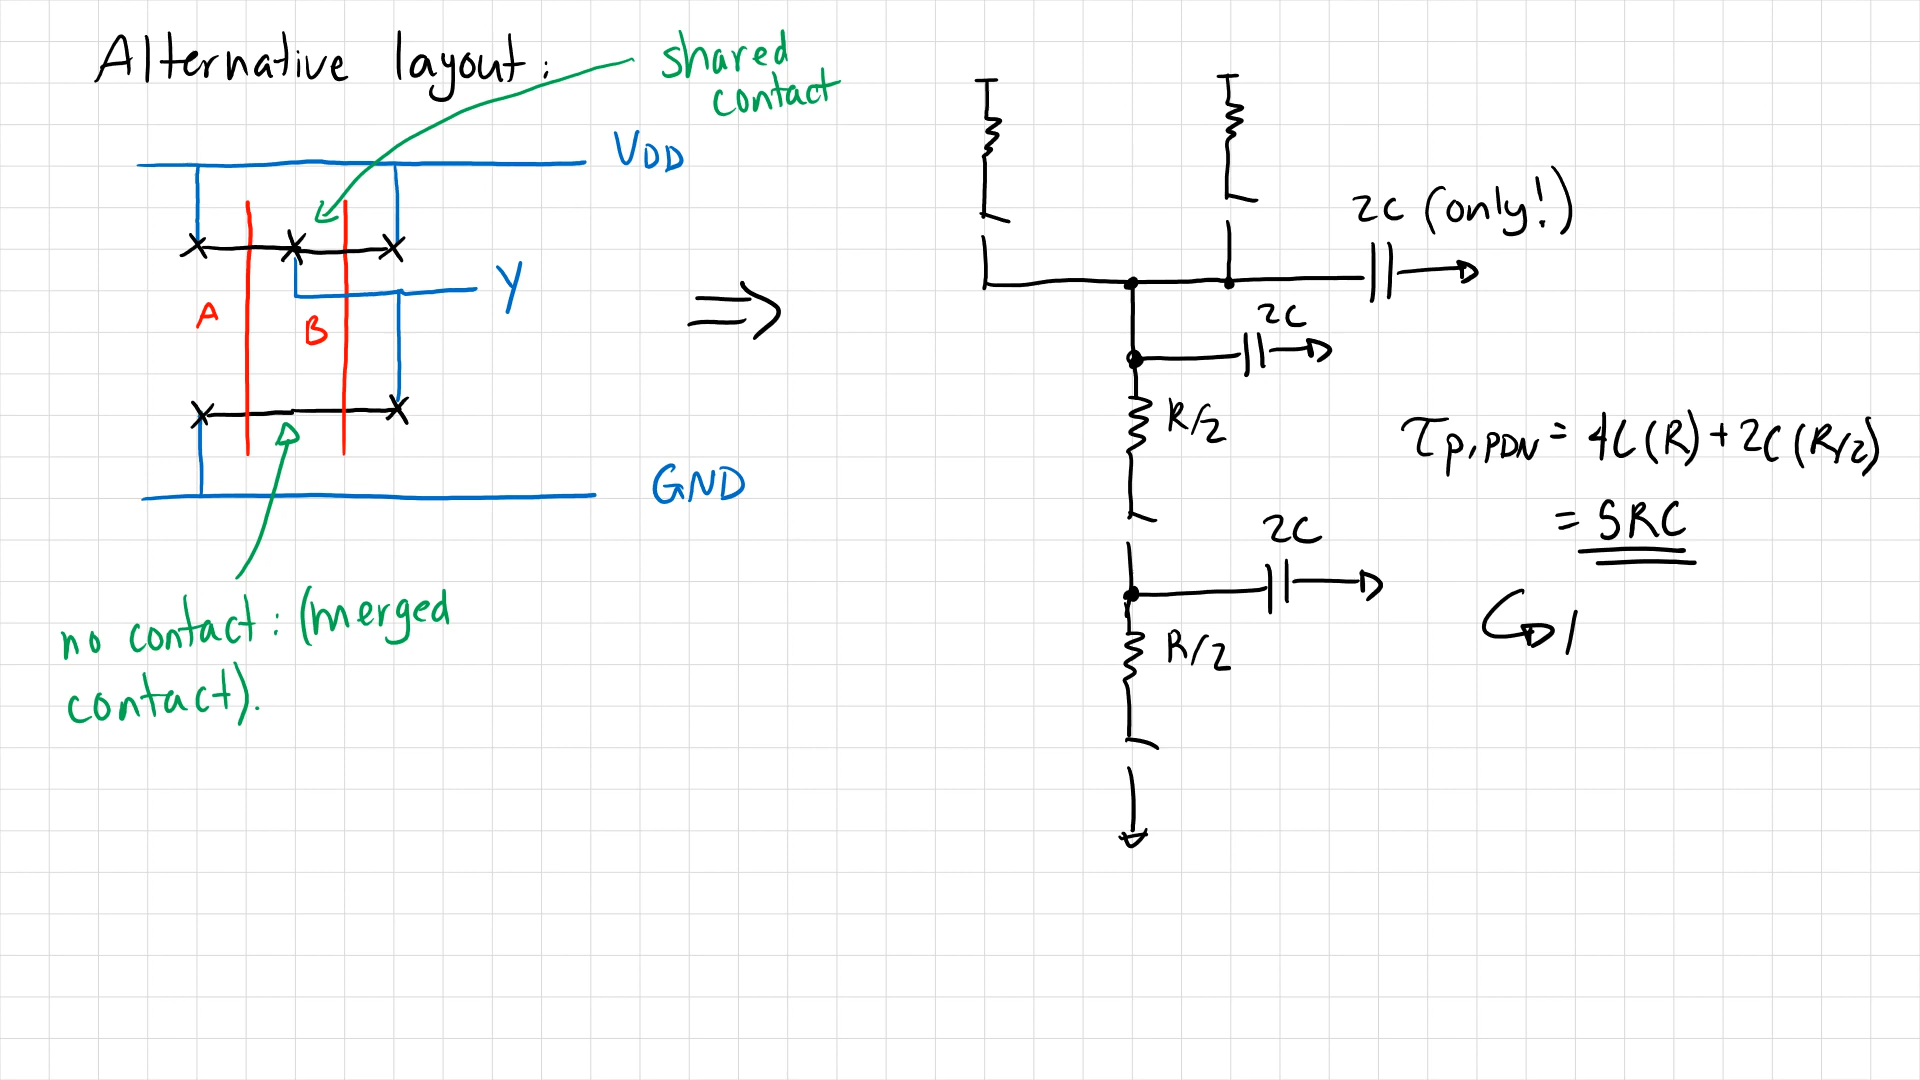 Alternative layout:
shared
contact
VDD
A
B
Y
GND
no contact: (merged
contact).
2C (only!)
2C
R/2
2C
R/2
τp,PDN = 4C(R) + 2C(R/2)
= 5RC